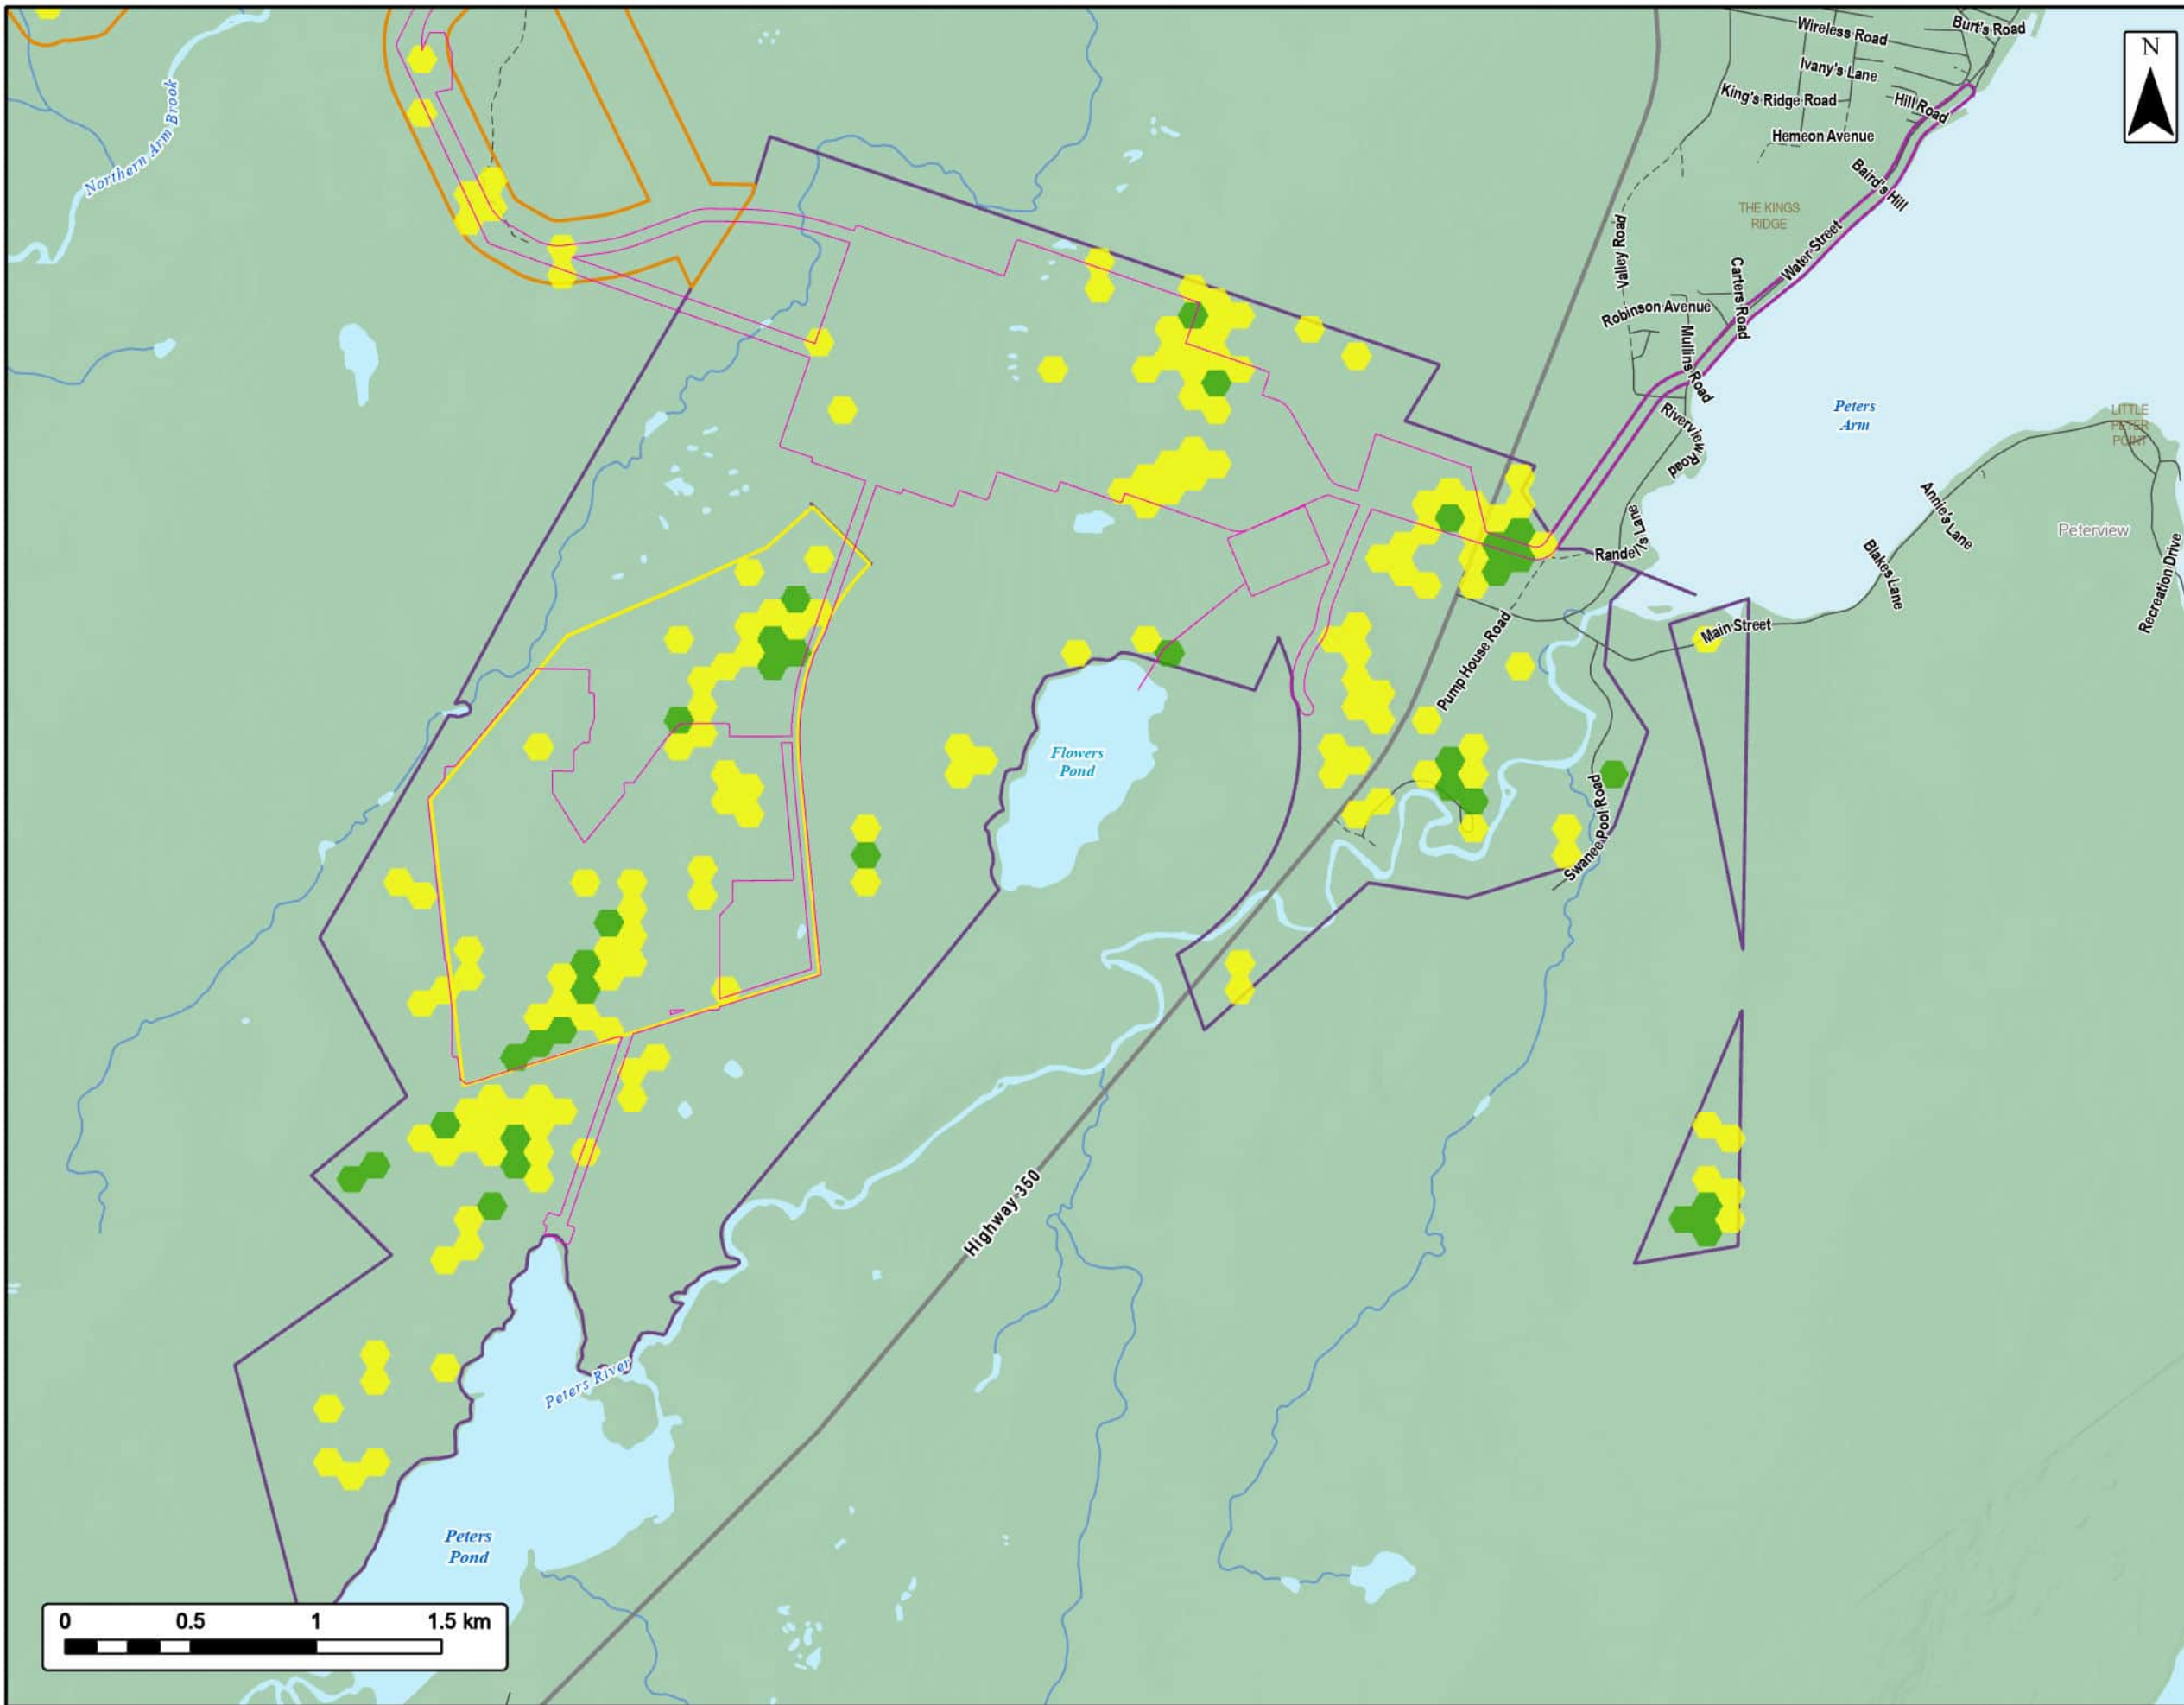 Wireless Road
Burt's Road
N
Ivany's Lane
King's Ridge Road
Hill Road
Hemeon Avenue
Northern Arm Brook
Baird's Hill
THE KINGS
RIDGE
Valley Road
Water Street
Carters Road
Robinson Avenue
Mullins Road
Peters
Arm
LITTLE
PETER
POINT
Riverview Road
Annie's Lane
Peterview
Randell's Lane
Blakes Lane
Recreation Drive
Main Street
Pump House Road
Flowers
Pond
Swanee Pool Road
Highway 350
Peters River
Peters
Pond
0 0.5 1 1.5 km